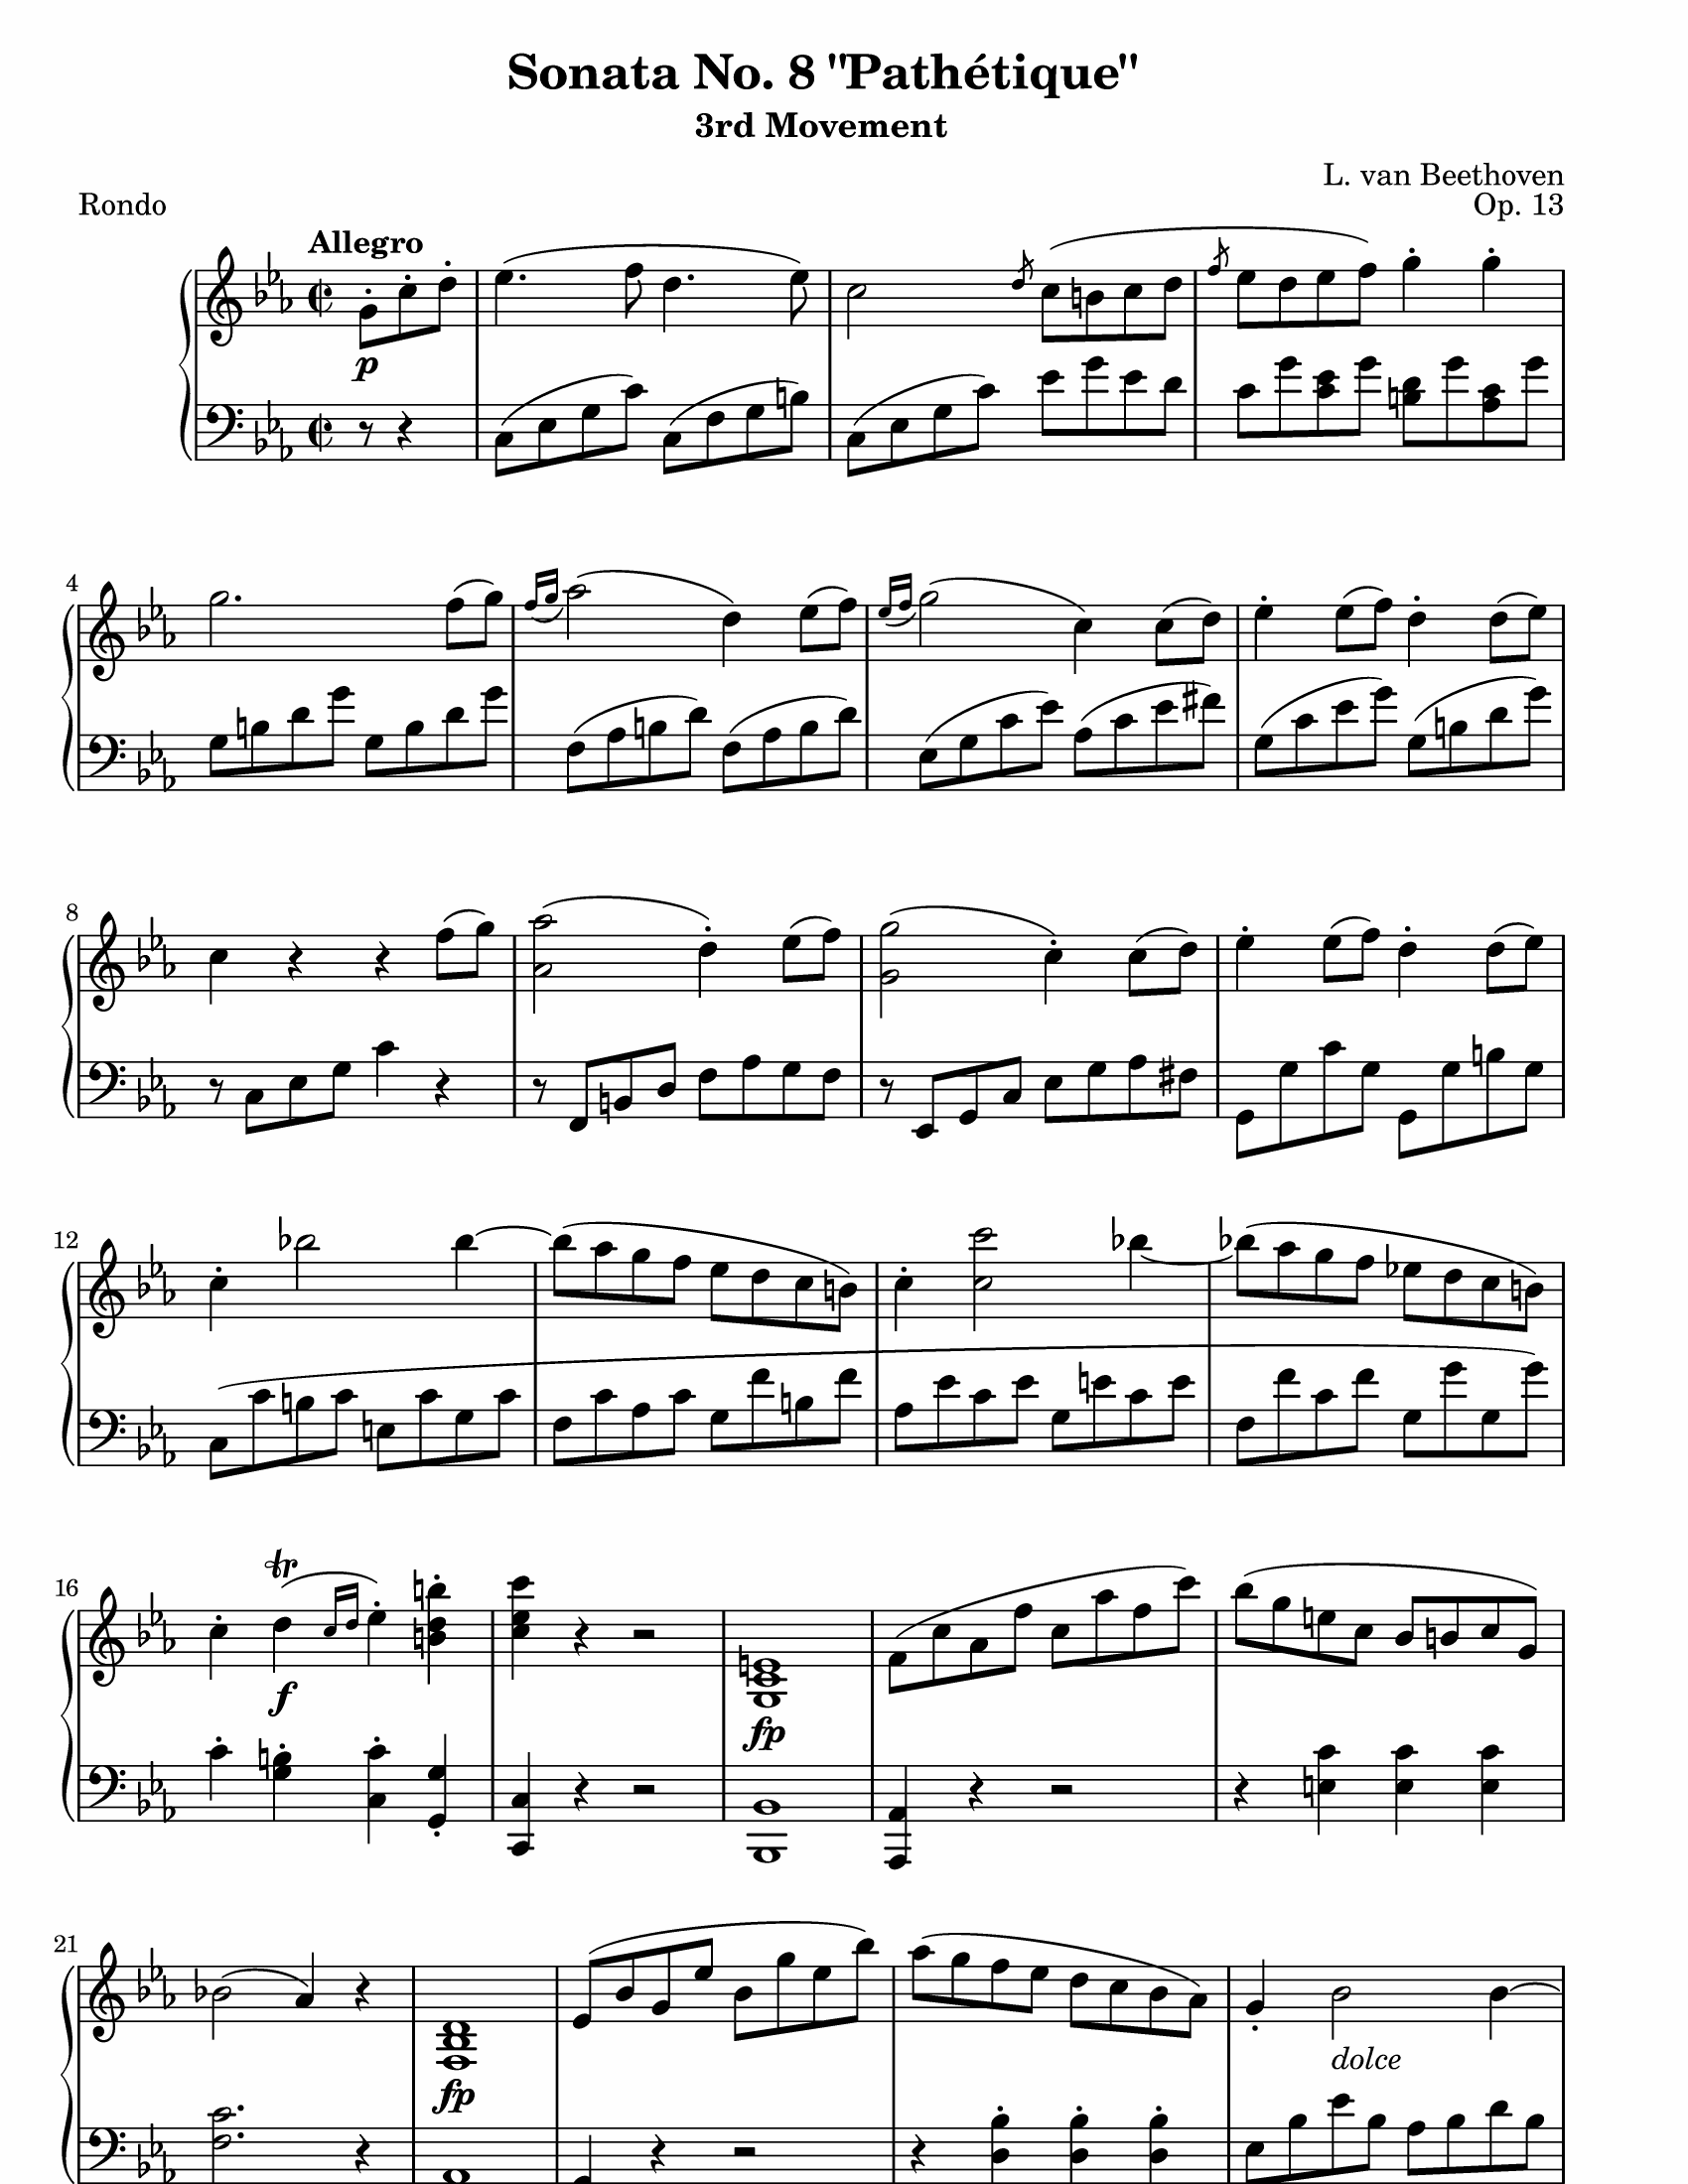 Sonata No. 8 "Pathétique"
3rd Movement
L. van Beethoven
Rondo
Op. 13
Allegro
p
4
8
12
16
tr
f
fp
21
fp
dolce